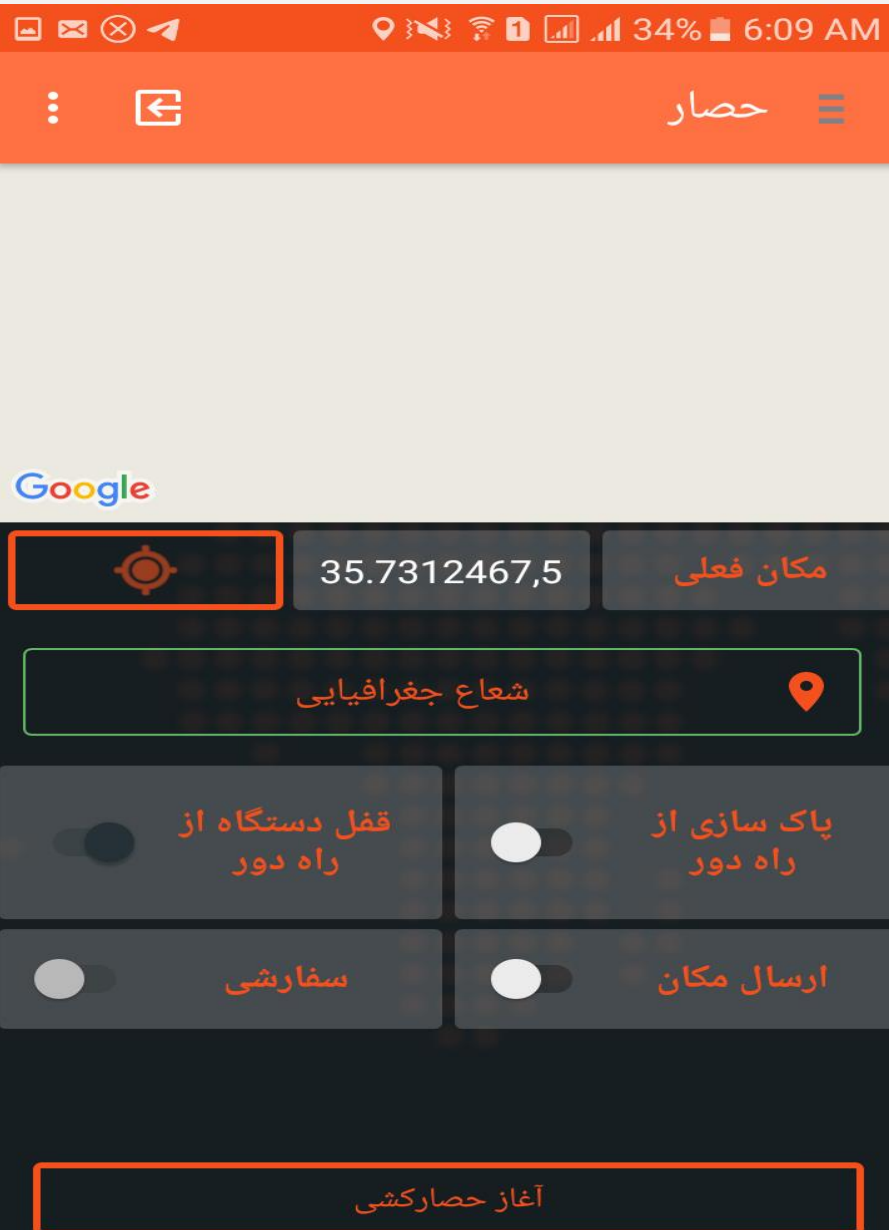 34% 6:09 AM
حصار
Google
مکان فعلی
35.7312467,5
شعاع جغرافیایی
پاک سازی از
راه دور
قفل دستگاه از
راه دور
ارسال مکان
سفارشی
آغاز حصارکشی